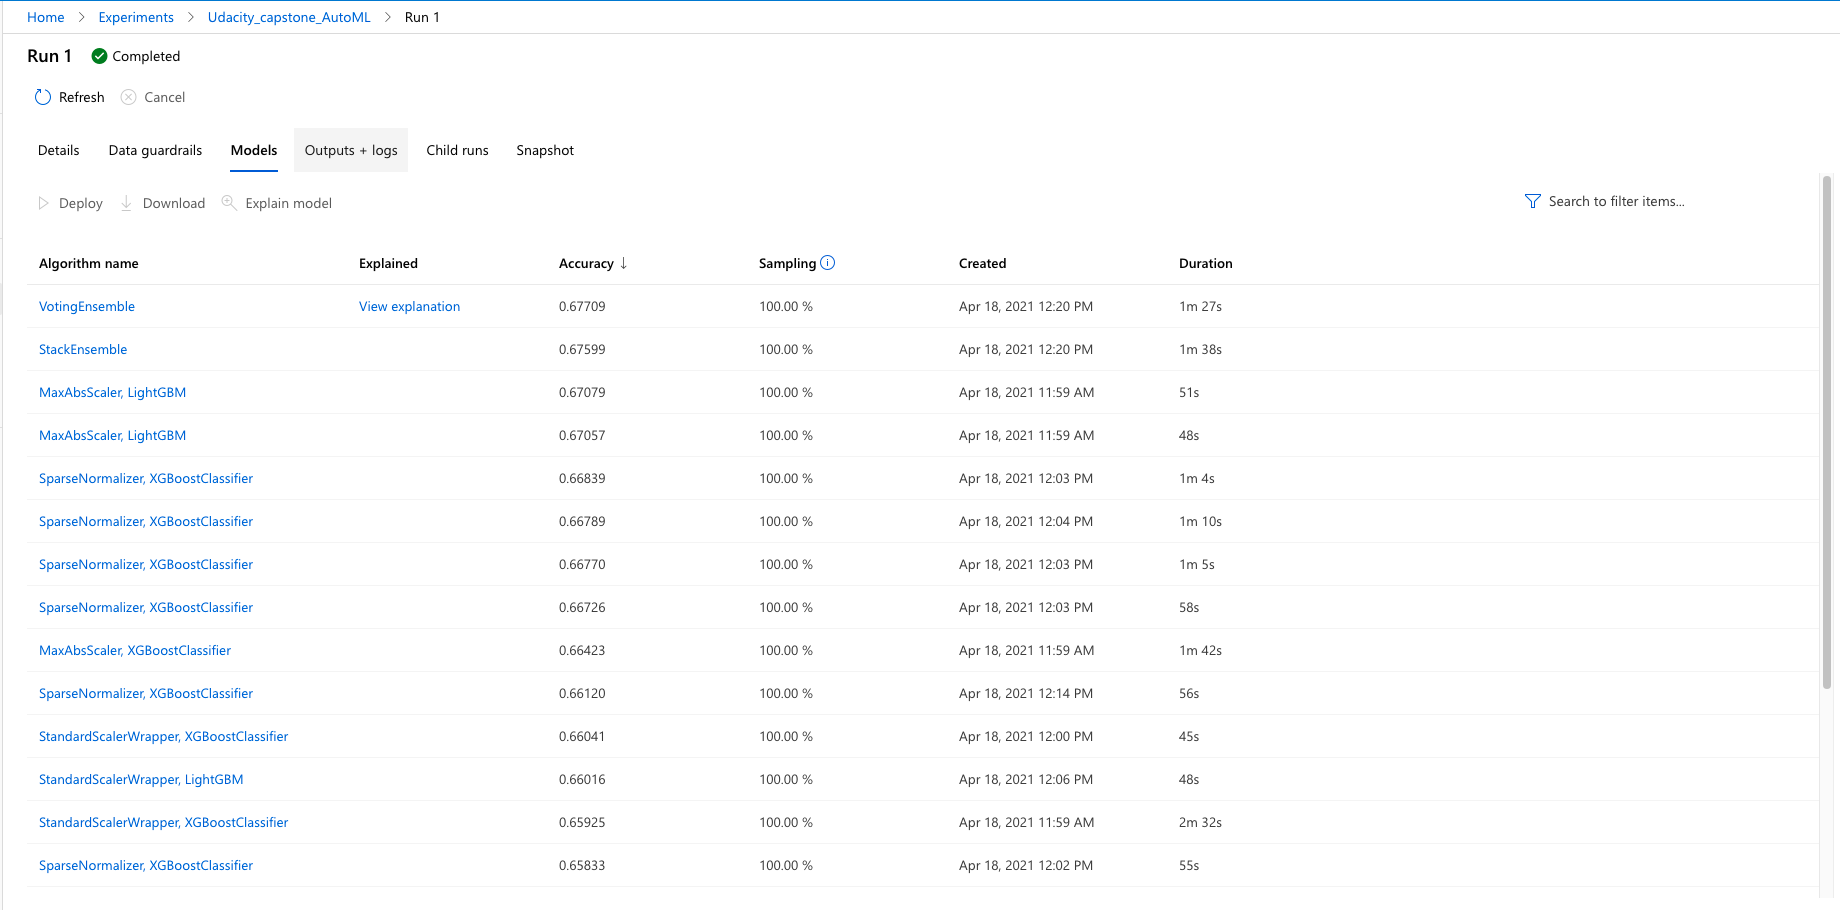 Home > Experiments > Udacity_capstone_AutoML > Run 1
Run 1 Completed
Refresh Cancel
Details Data guardrails Models Outputs + logs Child runs Snapshot
Deploy Download Explain model Search to filter items...
Algorithm name Explained Accuracy ↓ Sampling Created Duration
VotingEnsemble View explanation 0.67709 100.00 % Apr 18, 2021 12:20 PM 1m 27s
StackEnsemble 0.67599 100.00 % Apr 18, 2021 12:20 PM 1m 38s
MaxAbsScaler, LightGBM 0.67079 100.00 % Apr 18, 2021 11:59 AM 51s
MaxAbsScaler, LightGBM 0.67057 100.00 % Apr 18, 2021 11:59 AM 48s
SparseNormalizer, XGBoostClassifier 0.66839 100.00 % Apr 18, 2021 12:03 PM 1m 4s
SparseNormalizer, XGBoostClassifier 0.66789 100.00 % Apr 18, 2021 12:04 PM 1m 10s
SparseNormalizer, XGBoostClassifier 0.66770 100.00 % Apr 18, 2021 12:03 PM 1m 5s
SparseNormalizer, XGBoostClassifier 0.66726 100.00 % Apr 18, 2021 12:03 PM 58s
MaxAbsScaler, XGBoostClassifier 0.66423 100.00 % Apr 18, 2021 11:59 AM 1m 42s
SparseNormalizer, XGBoostClassifier 0.66120 100.00 % Apr 18, 2021 12:14 PM 56s
StandardScalerWrapper, XGBoostClassifier 0.66041 100.00 % Apr 18, 2021 12:00 PM 45s
StandardScalerWrapper, LightGBM 0.66016 100.00 % Apr 18, 2021 12:06 PM 48s
StandardScalerWrapper, XGBoostClassifier 0.65925 100.00 % Apr 18, 2021 11:59 AM 2m 32s
SparseNormalizer, XGBoostClassifier 0.65833 100.00 % Apr 18, 2021 12:02 PM 55s